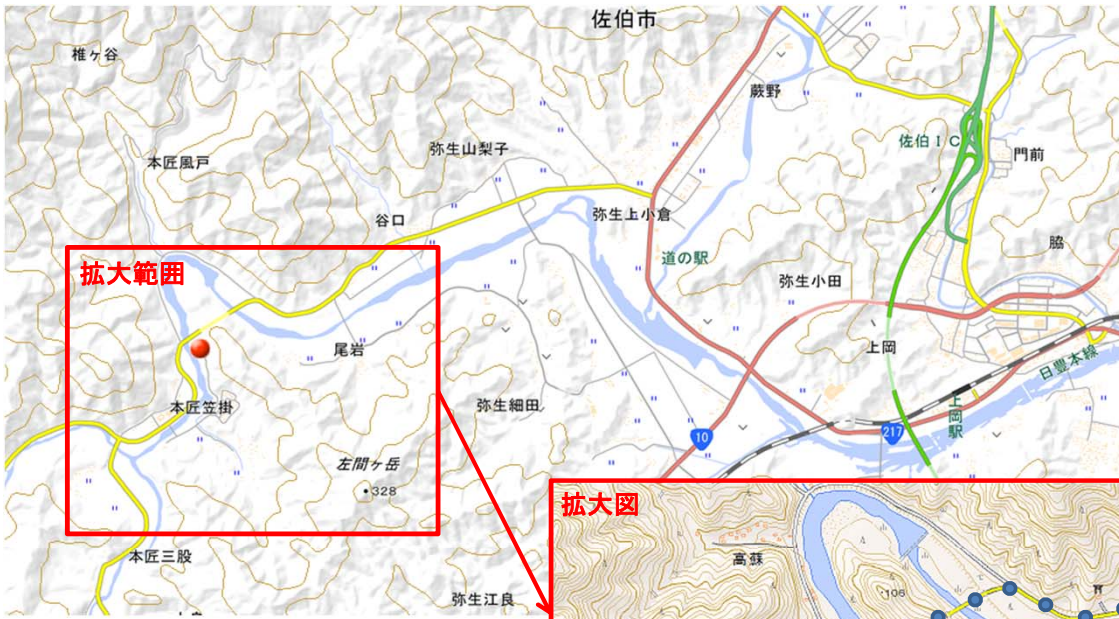 佐伯市
椎ヶ谷
蕨野
佐伯IC
門前
弥生山梨子
本匠風戸
谷口
弥生上小倉
脇
道の駅
拡大範囲
弥生小田
尾岩
上岡
日豊本線
本匠笠掛
弥生細田
上岡駅
10
217
左間ヶ岳
328
拡大図
本匠三股
高蘇
弥生江良
106